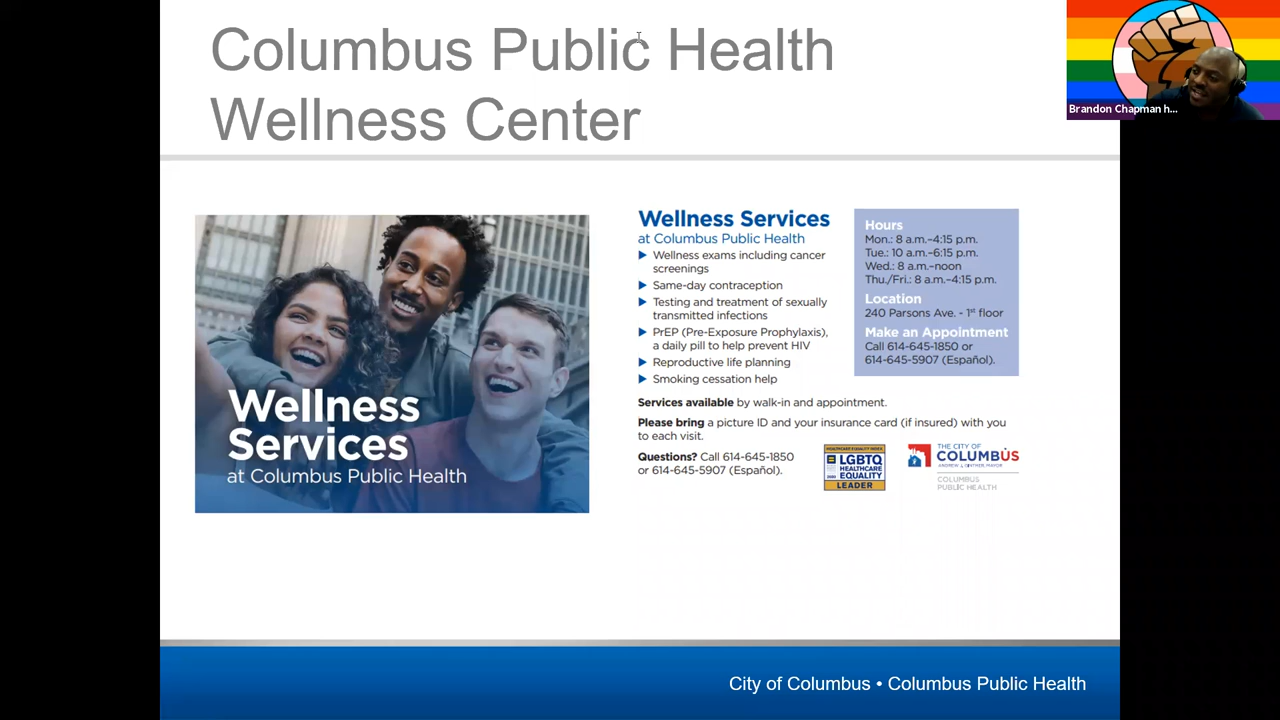 Columbus Public Health
Wellness Center
Brandon Chapman h...
Wellness
Services
at Columbus Public Health
Wellness Services
at Columbus Public Health
Wellness exams including cancer
screenings
Same-day contraception
Testing and treatment of sexually
transmitted infections
PrEP (Pre-Exposure Prophylaxis),
a daily pill to help prevent HIV
Reproductive life planning
Smoking cessation help
Services available by walk-in and appointment.
Please bring a picture ID and your insurance card (if insured) with you
to each visit.
Questions? Call 614-645-1850
or 614-645-5907 (Español).
Hours
Mon.: 8 a.m.–4:15 p.m.
Tue.: 10 a.m.–6:15 p.m.
Wed.: 8 a.m.–noon
Thu./Fri.: 8 a.m.–4:15 p.m.
Location
240 Parsons Ave. - 1st floor
Make an Appointment
Call 614-645-1850 or
614-645-5907 (Español).
HEALTHCARE EQUALITY INDEX
LGBTQ
HEALTHCARE
EQUALITY
LEADER
THE CITY OF
COLUMBUS
ANDREW J. GINTHER, MAYOR
COLUMBUS
PUBLIC HEALTH
City of Columbus • Columbus Public Health